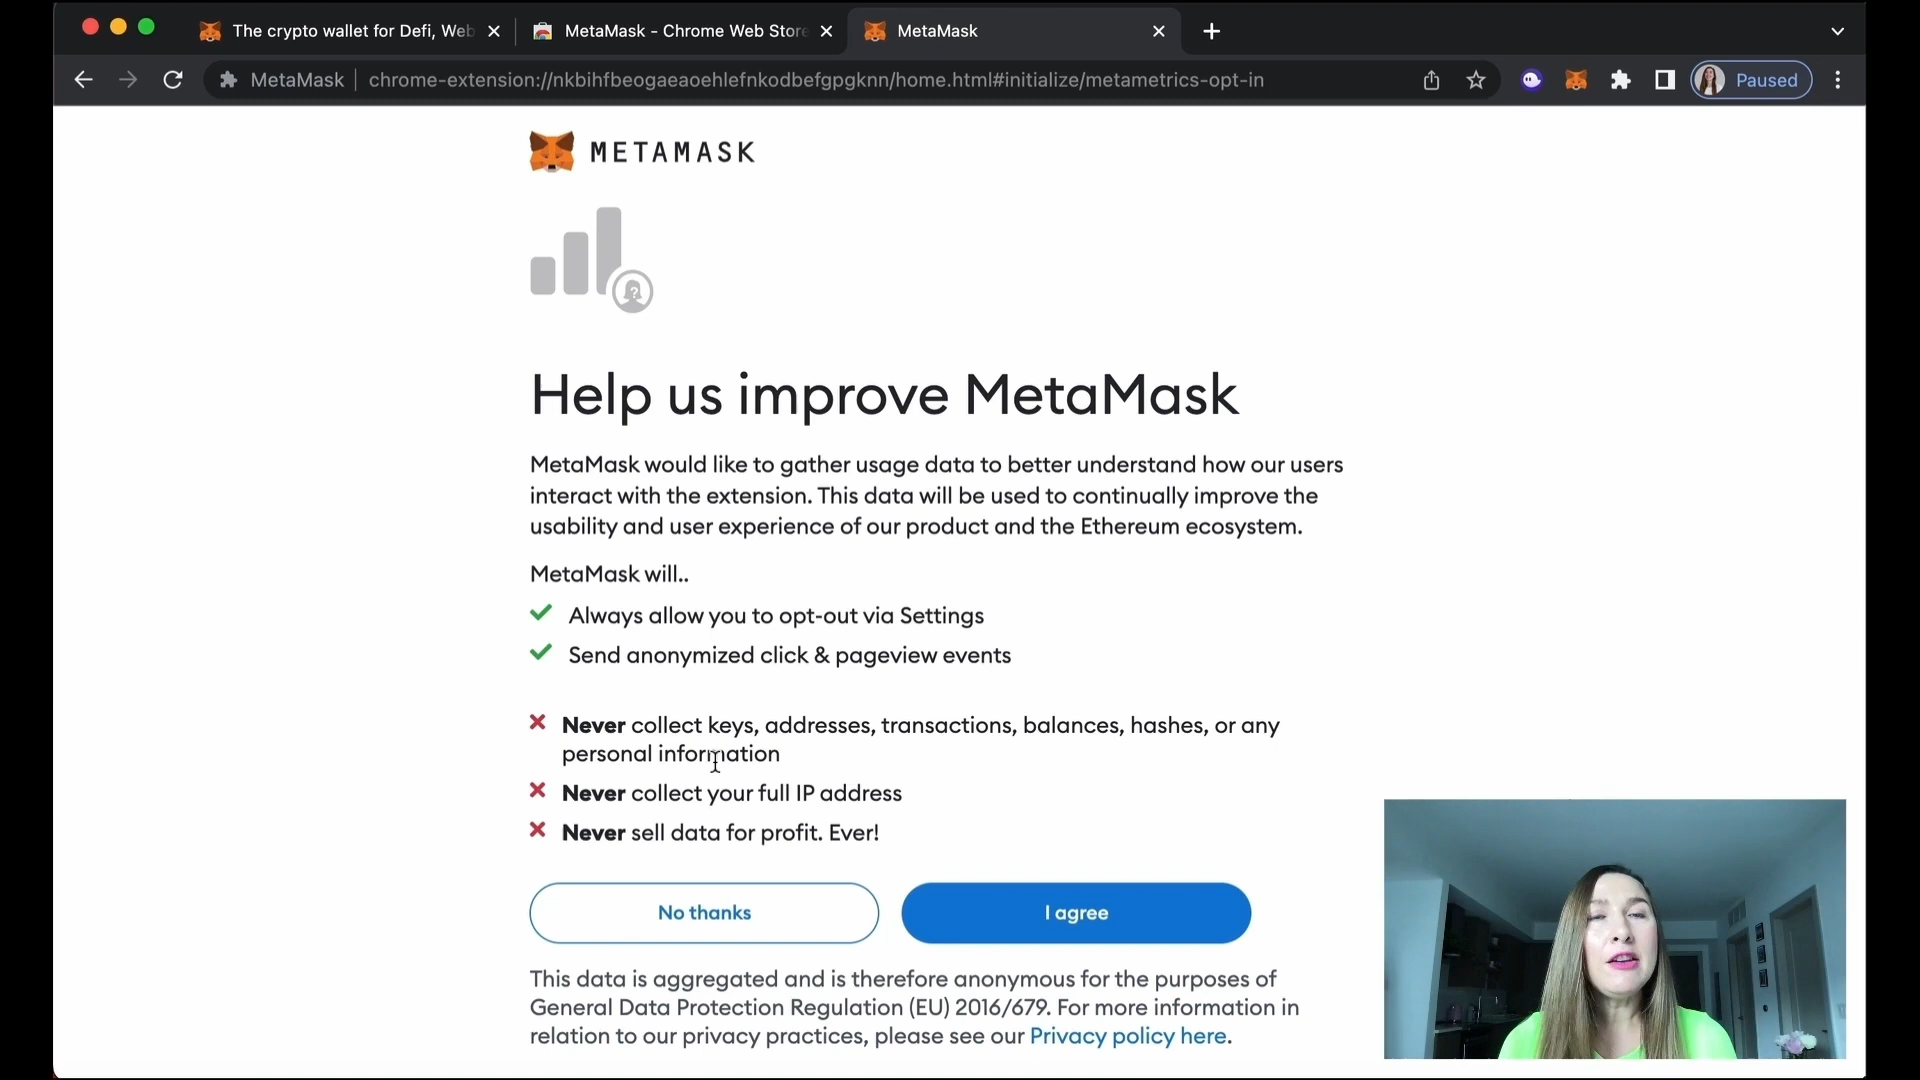 The crypto wallet for Defi, Web
MetaMask - Chrome Web Store
MetaMask
MetaMask
chrome-extension://nkbihfbeogaeaoehlefnkodbefgpgknn/home.html#initialize/metametrics-opt-in
Paused
METAMASK
?
Help us improve MetaMask
MetaMask would like to gather usage data to better understand how our users
interact with the extension. This data will be used to continually improve the
usability and user experience of our product and the Ethereum ecosystem.
MetaMask will..
Always allow you to opt-out via Settings
Send anonymized click & pageview events
Never collect keys, addresses, transactions, balances, hashes, or any
personal information
Never collect your full IP address
Never sell data for profit. Ever!
No thanks
I agree
This data is aggregated and is therefore anonymous for the purposes of
General Data Protection Regulation (EU) 2016/679. For more information in
relation to our privacy practices, please see our Privacy policy here.